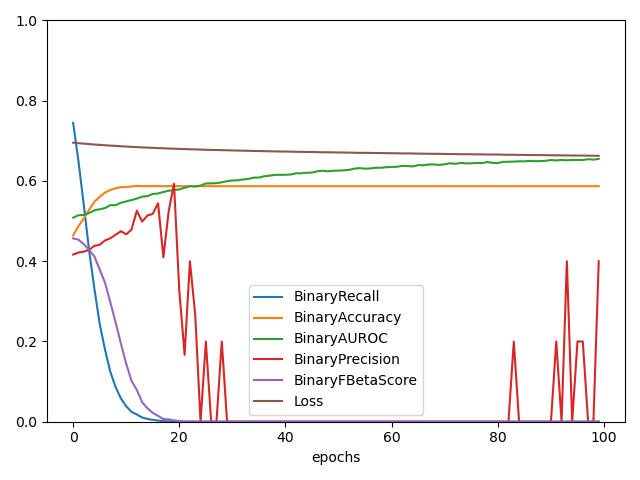 1.0
0.8
0.6
0.4
0.2
0.0
BinaryRecall
BinaryAccuracy
BinaryAUROC
BinaryPrecision
BinaryFBetaScore
Loss
0 20 40 60 80 100
epochs